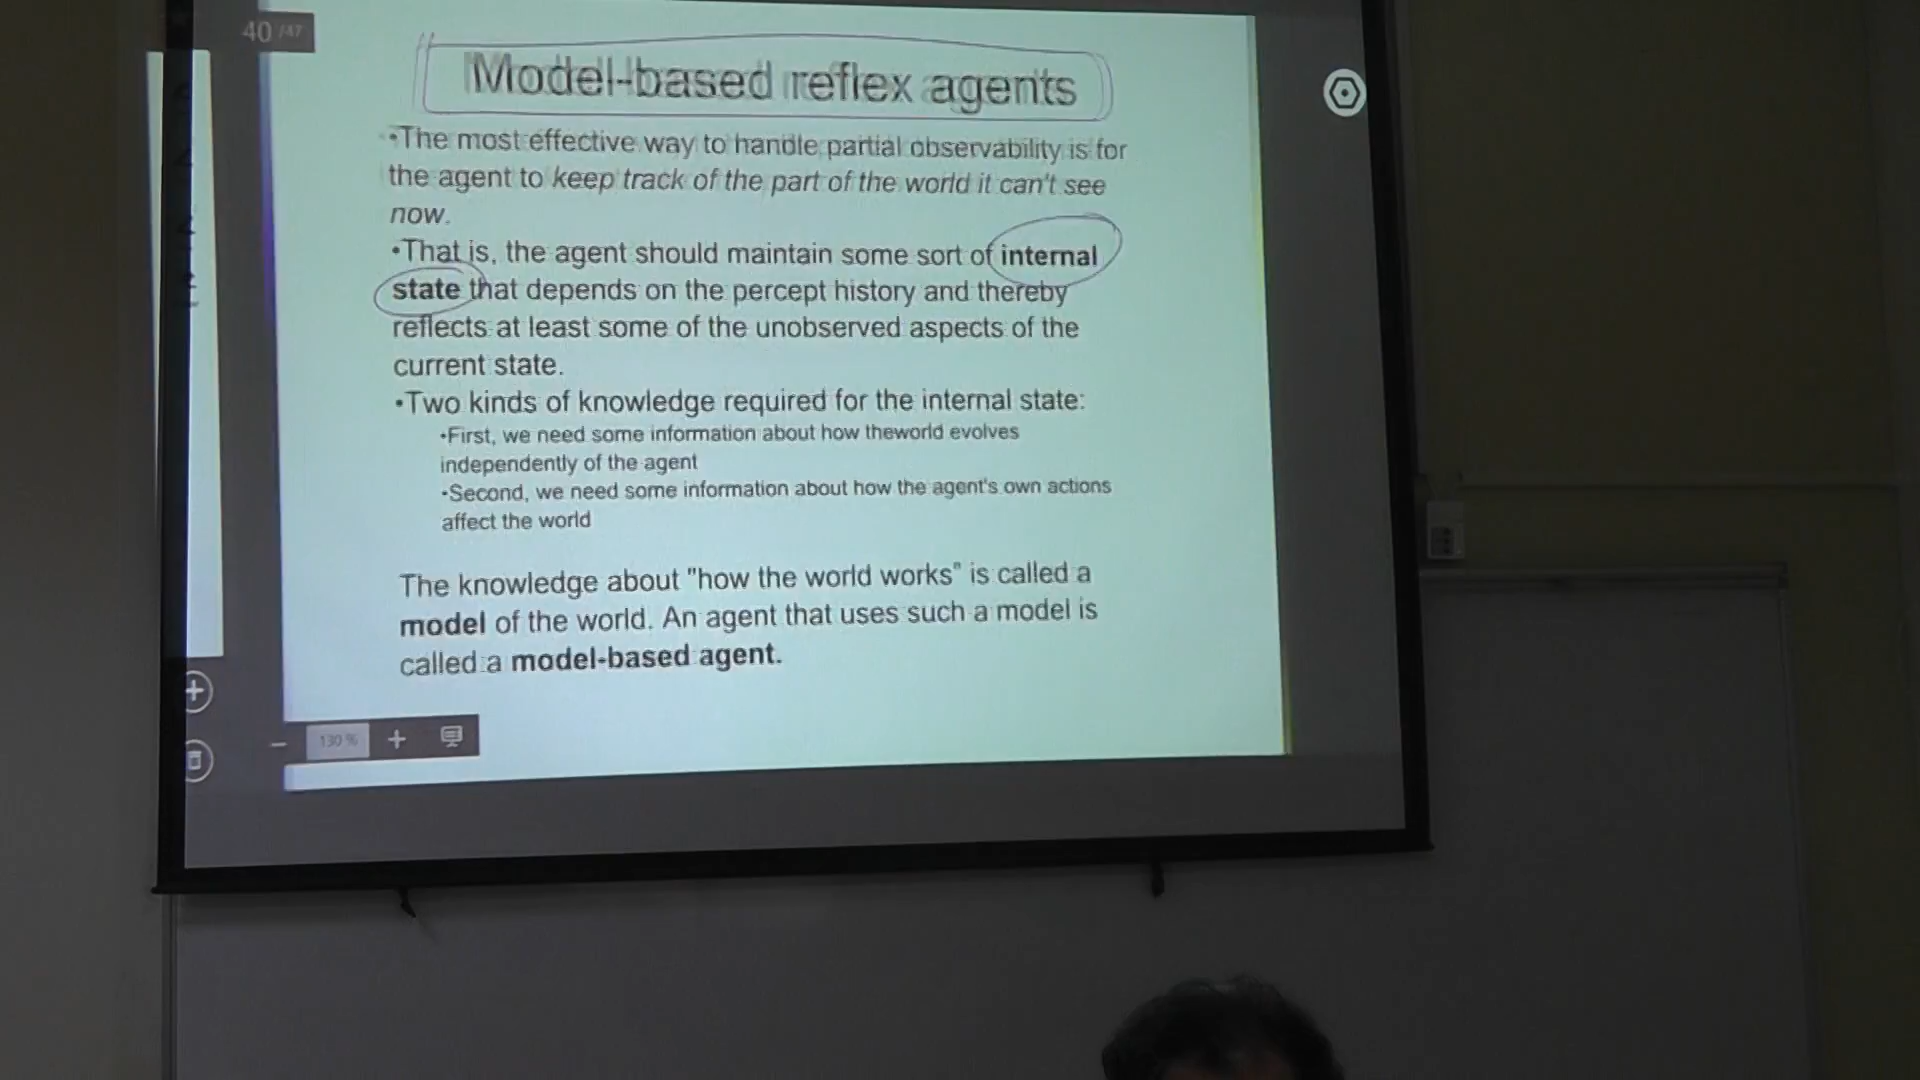 40 /47
Model-based reflex agents
•The most effective way to handle partial observability is for
the agent to keep track of the part of the world it can't see
now.
•That is, the agent should maintain some sort of internal
state that depends on the percept history and thereby
reflects at least some of the unobserved aspects of the
current state.
•Two kinds of knowledge required for the internal state:
•First, we need some information about how theworld evolves
independently of the agent
•Second, we need some information about how the agent's own actions
affect the world
The knowledge about "how the world works" is called a
model of the world. An agent that uses such a model is
called a model-based agent.
130 %